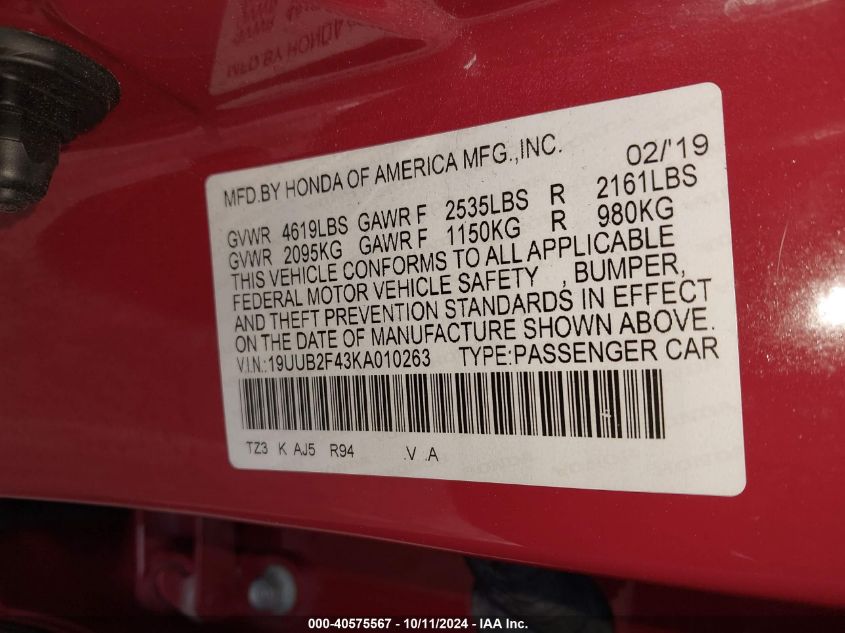 MFD.BY HONDA OF AMERICA MFG.,INC. 02/'19
GVWR 4619LBS GAWR F 2535LBS R 2161LBS
GVWR 2095KG GAWR F 1150KG R 980KG
THIS VEHICLE CONFORMS TO ALL APPLICABLE
FEDERAL MOTOR VEHICLE SAFETY , BUMPER,
AND THEFT PREVENTION STANDARDS IN EFFECT
ON THE DATE OF MANUFACTURE SHOWN ABOVE.
V.I.N.:19UUB2F43KA010263 TYPE:PASSENGER CAR
TZ3 K AJ5 R94 .V .A
000-40575567 - 10/11/2024 - IAA Inc.